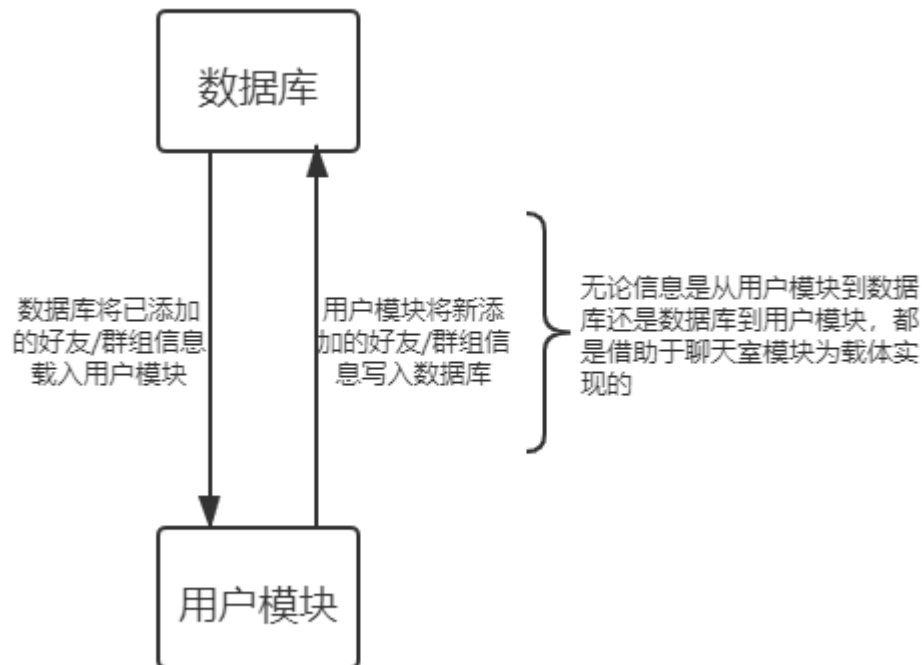 数据库
数据库将已添加
的好友/群组信息
载入用户模块
用户模块将新添
加的好友/群组信
息写入数据库
无论信息是从用户模块到数据
库还是数据库到用户模块，都
是借助于聊天室模块为载体实
现的
用户模块